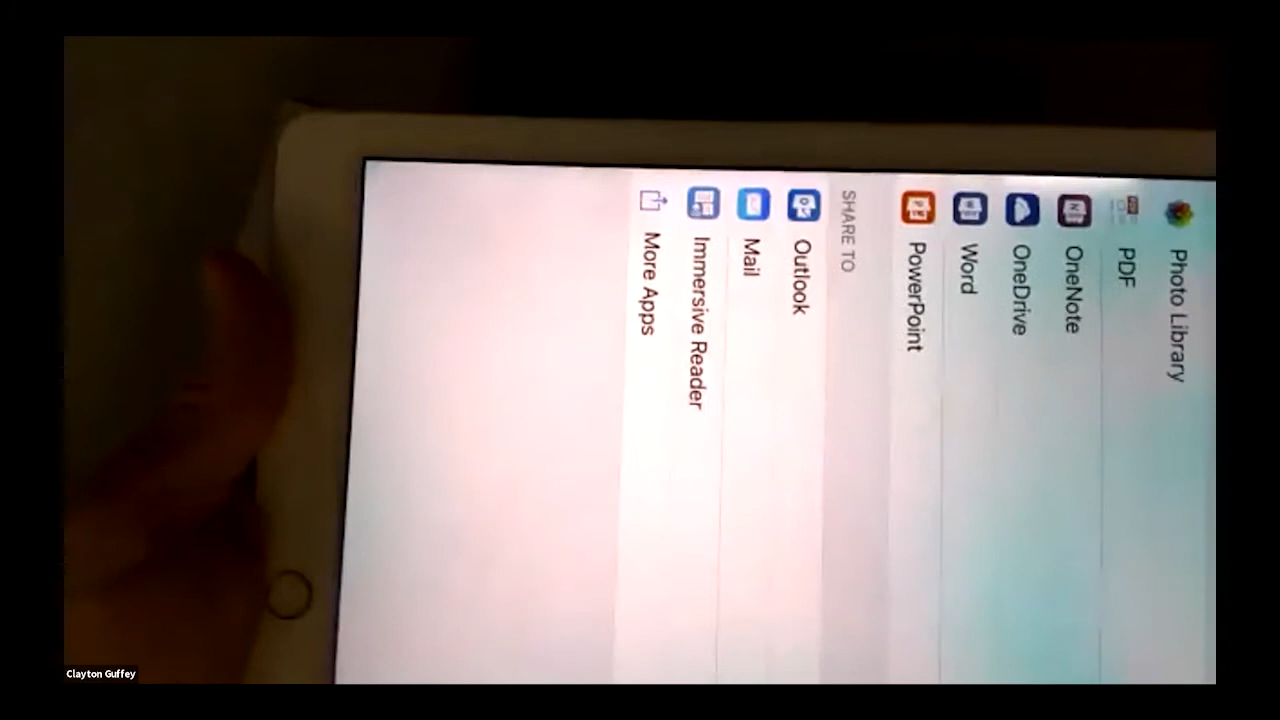 Photo Library
PDF
OneNote
OneDrive
Word
PowerPoint
SHARE TO
Outlook
Mail
Immersive Reader
More Apps
Clayton Guffey